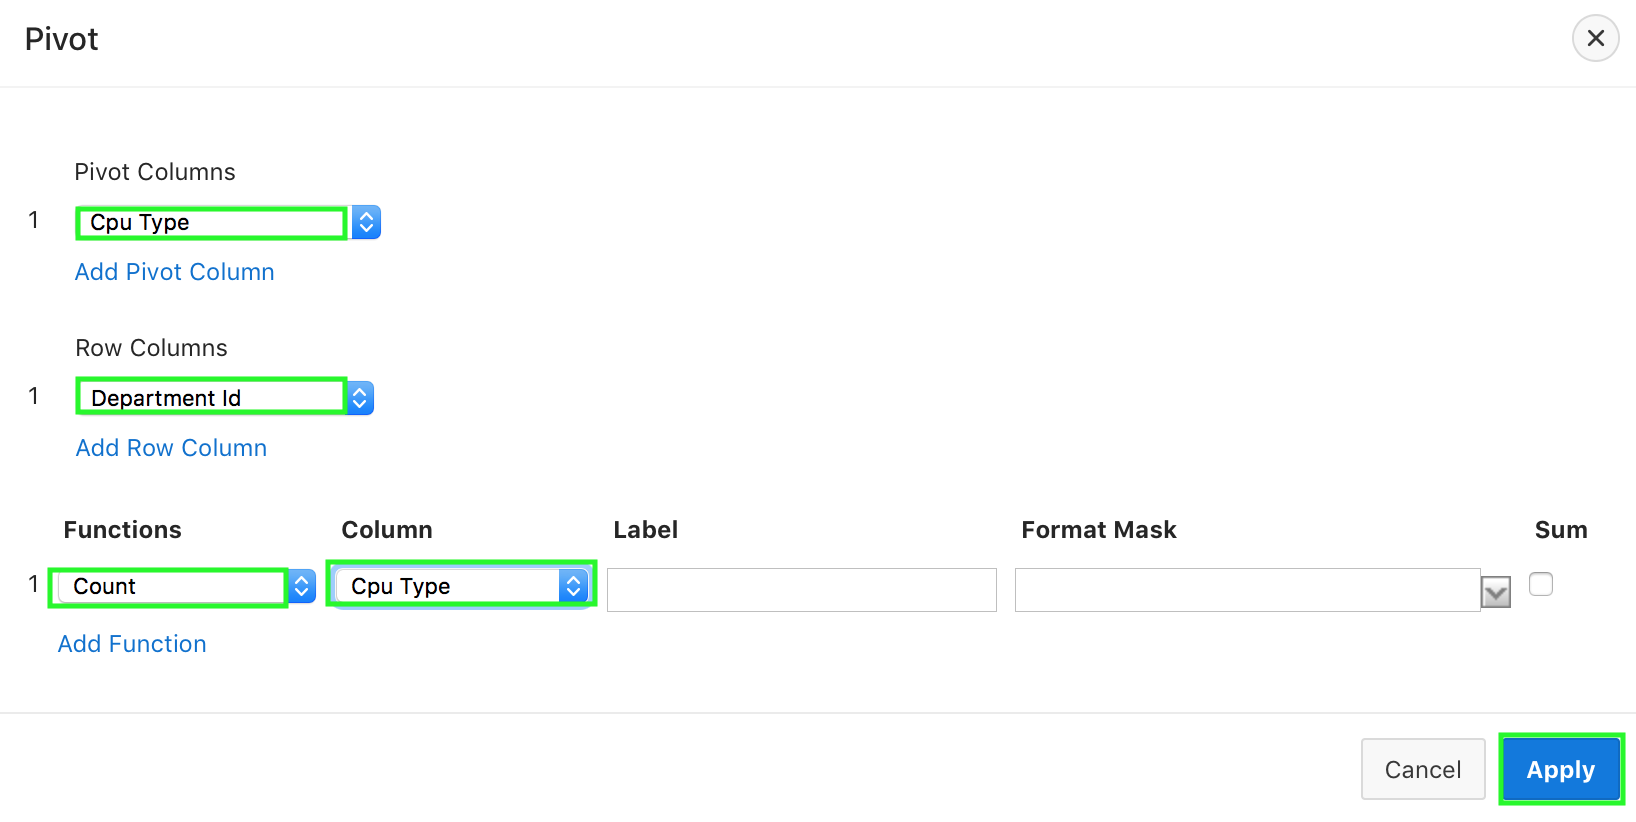 Pivot
Pivot Columns
1 Cpu Type
Add Pivot Column
Row Columns
1 Department Id
Add Row Column
Functions Column Label Format Mask Sum
1 Count Cpu Type
Add Function
Cancel Apply